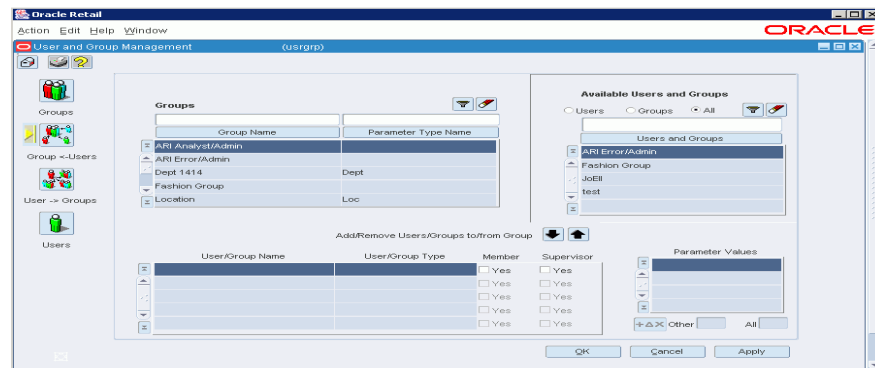 Oracle Retail
Action Edit Help Window
ORACLE
User and Group Management (usrgrp)
Groups
Group <-Users
User -> Groups
Users
Groups
Group Name Parameter Type Name
ARI Analyst/Admin
ARI Error/Admin
Dept 1414 Dept
Fashion Group
Location Loc
Available Users and Groups
Users Groups All
Users and Groups
ARI Error/Admin
Fashion Group
JoEll
test
Add/Remove Users/Groups to/from Group
User/Group Name User/Group Type Member Supervisor
Yes Yes
Yes Yes
Yes Yes
Yes Yes
Yes Yes
Parameter Values
Other All
OK Cancel Apply